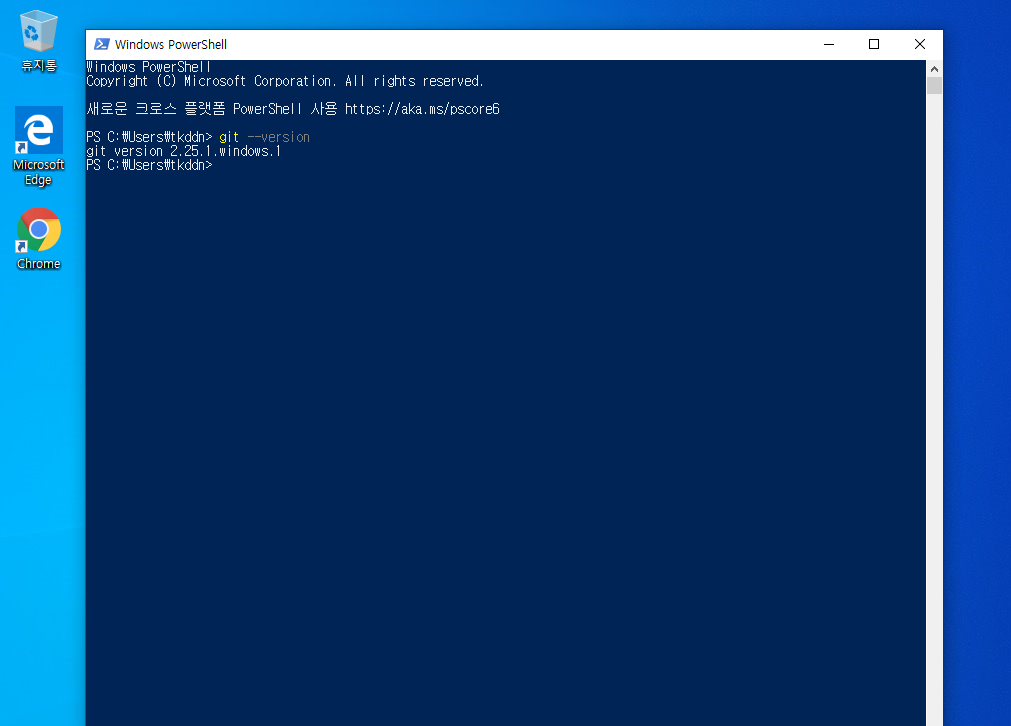 휴지통
Microsoft
Edge
Chrome
Windows PowerShell
Windows PowerShell
Copyright (C) Microsoft Corporation. All rights reserved.
새로운 크로스 플랫폼 PowerShell 사용 https://aka.ms/pscore6
PS C:₩Users₩tkddn> git --version
git version 2.25.1.windows.1
PS C:₩Users₩tkddn>